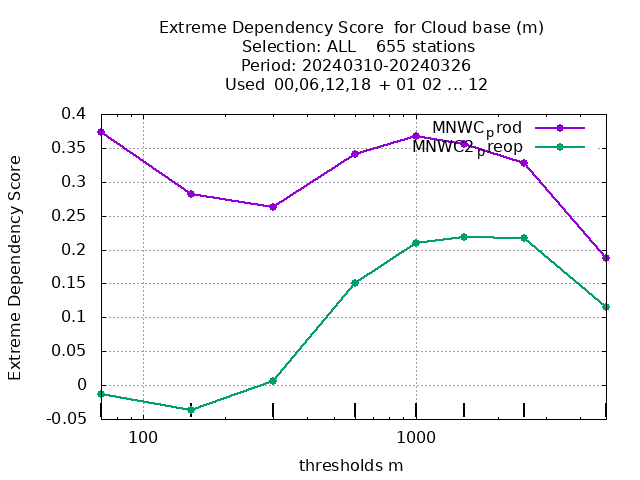 Extreme Dependency Score for Cloud base (m)
Selection: ALL 655 stations
Period: 20240310-20240326
Used 00,06,12,18 + 01 02 ... 12
MNWC_prod
MNWC2_preop
Extreme Dependency Score
0.4
0.35
0.3
0.25
0.2
0.15
0.1
0.05
0
-0.05
100 1000
thresholds m